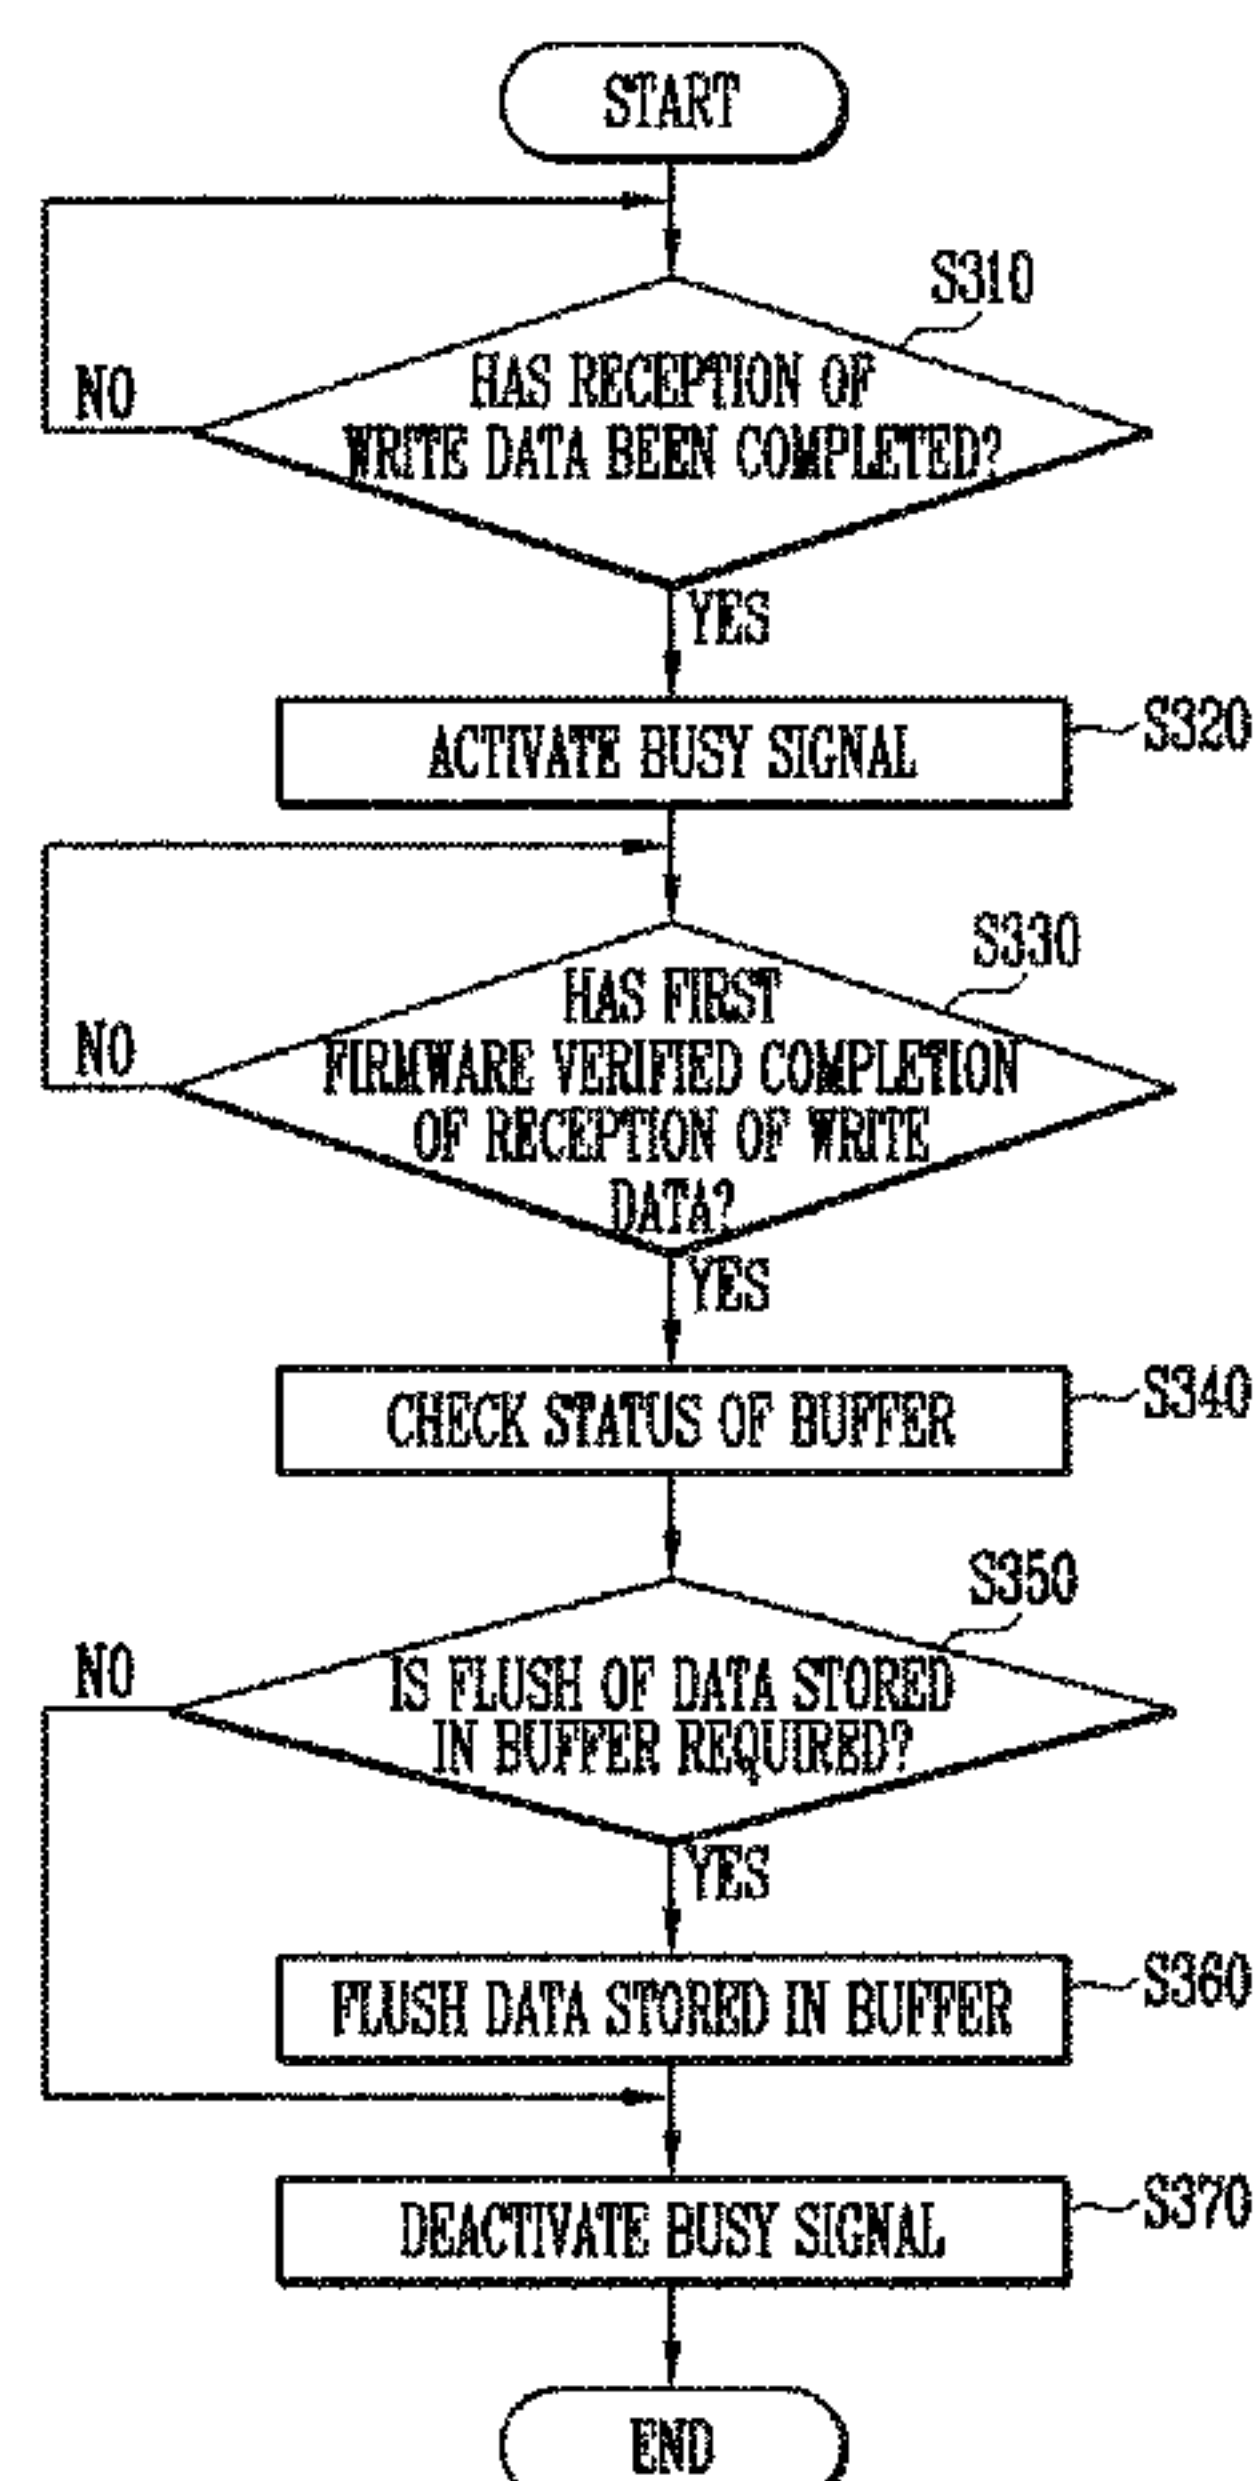 START
S310
HAS RECEPTION OF
WRITE DATA BEEN COMPLETED?
NO
YES
ACTIVATE BUSY SIGNAL
S320
S330
HAS FIRST
FIRMWARE VERIFIED COMPLETION
OF RECEPTION OF WRITE
DATA?
NO
YES
CHECK STATUS OF BUFFER
S340
S350
IS FLUSH OF DATA STORED
IN BUFFER REQUIRED?
NO
YES
FLUSH DATA STORED IN BUFFER
S360
DEACTIVATE BUSY SIGNAL
S370
END